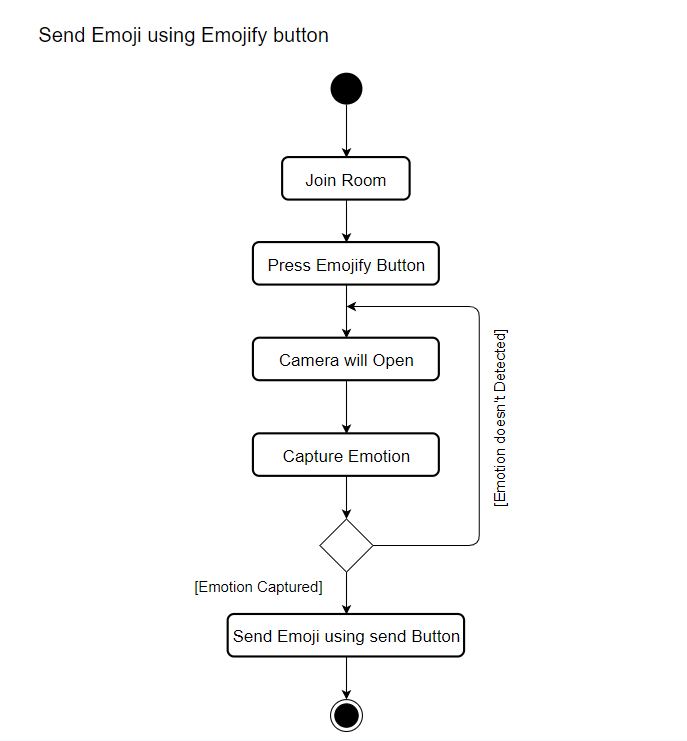 Send Emoji using Emojify button
Join Room
Press Emojify Button
Camera will Open
[Emotion doesn't Detected]
Capture Emotion
[Emotion Captured]
Send Emoji using send Button